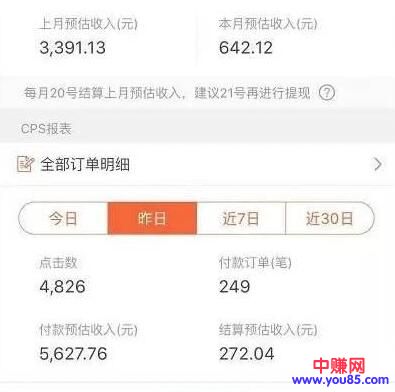 上月预估收入(元) 本月预估收入(元)
3,391.13 642.12
每月20号结算上月预估收入，建议21号再进行提现 ?
CPS报表
全部订单明细
今日 昨日 近7日 近30日
点击数 付款订单(笔)
4,826 249
付款预估收入(元) 结算预估收入(元)
5,627.76 272.04
中赚网
www.you85.com